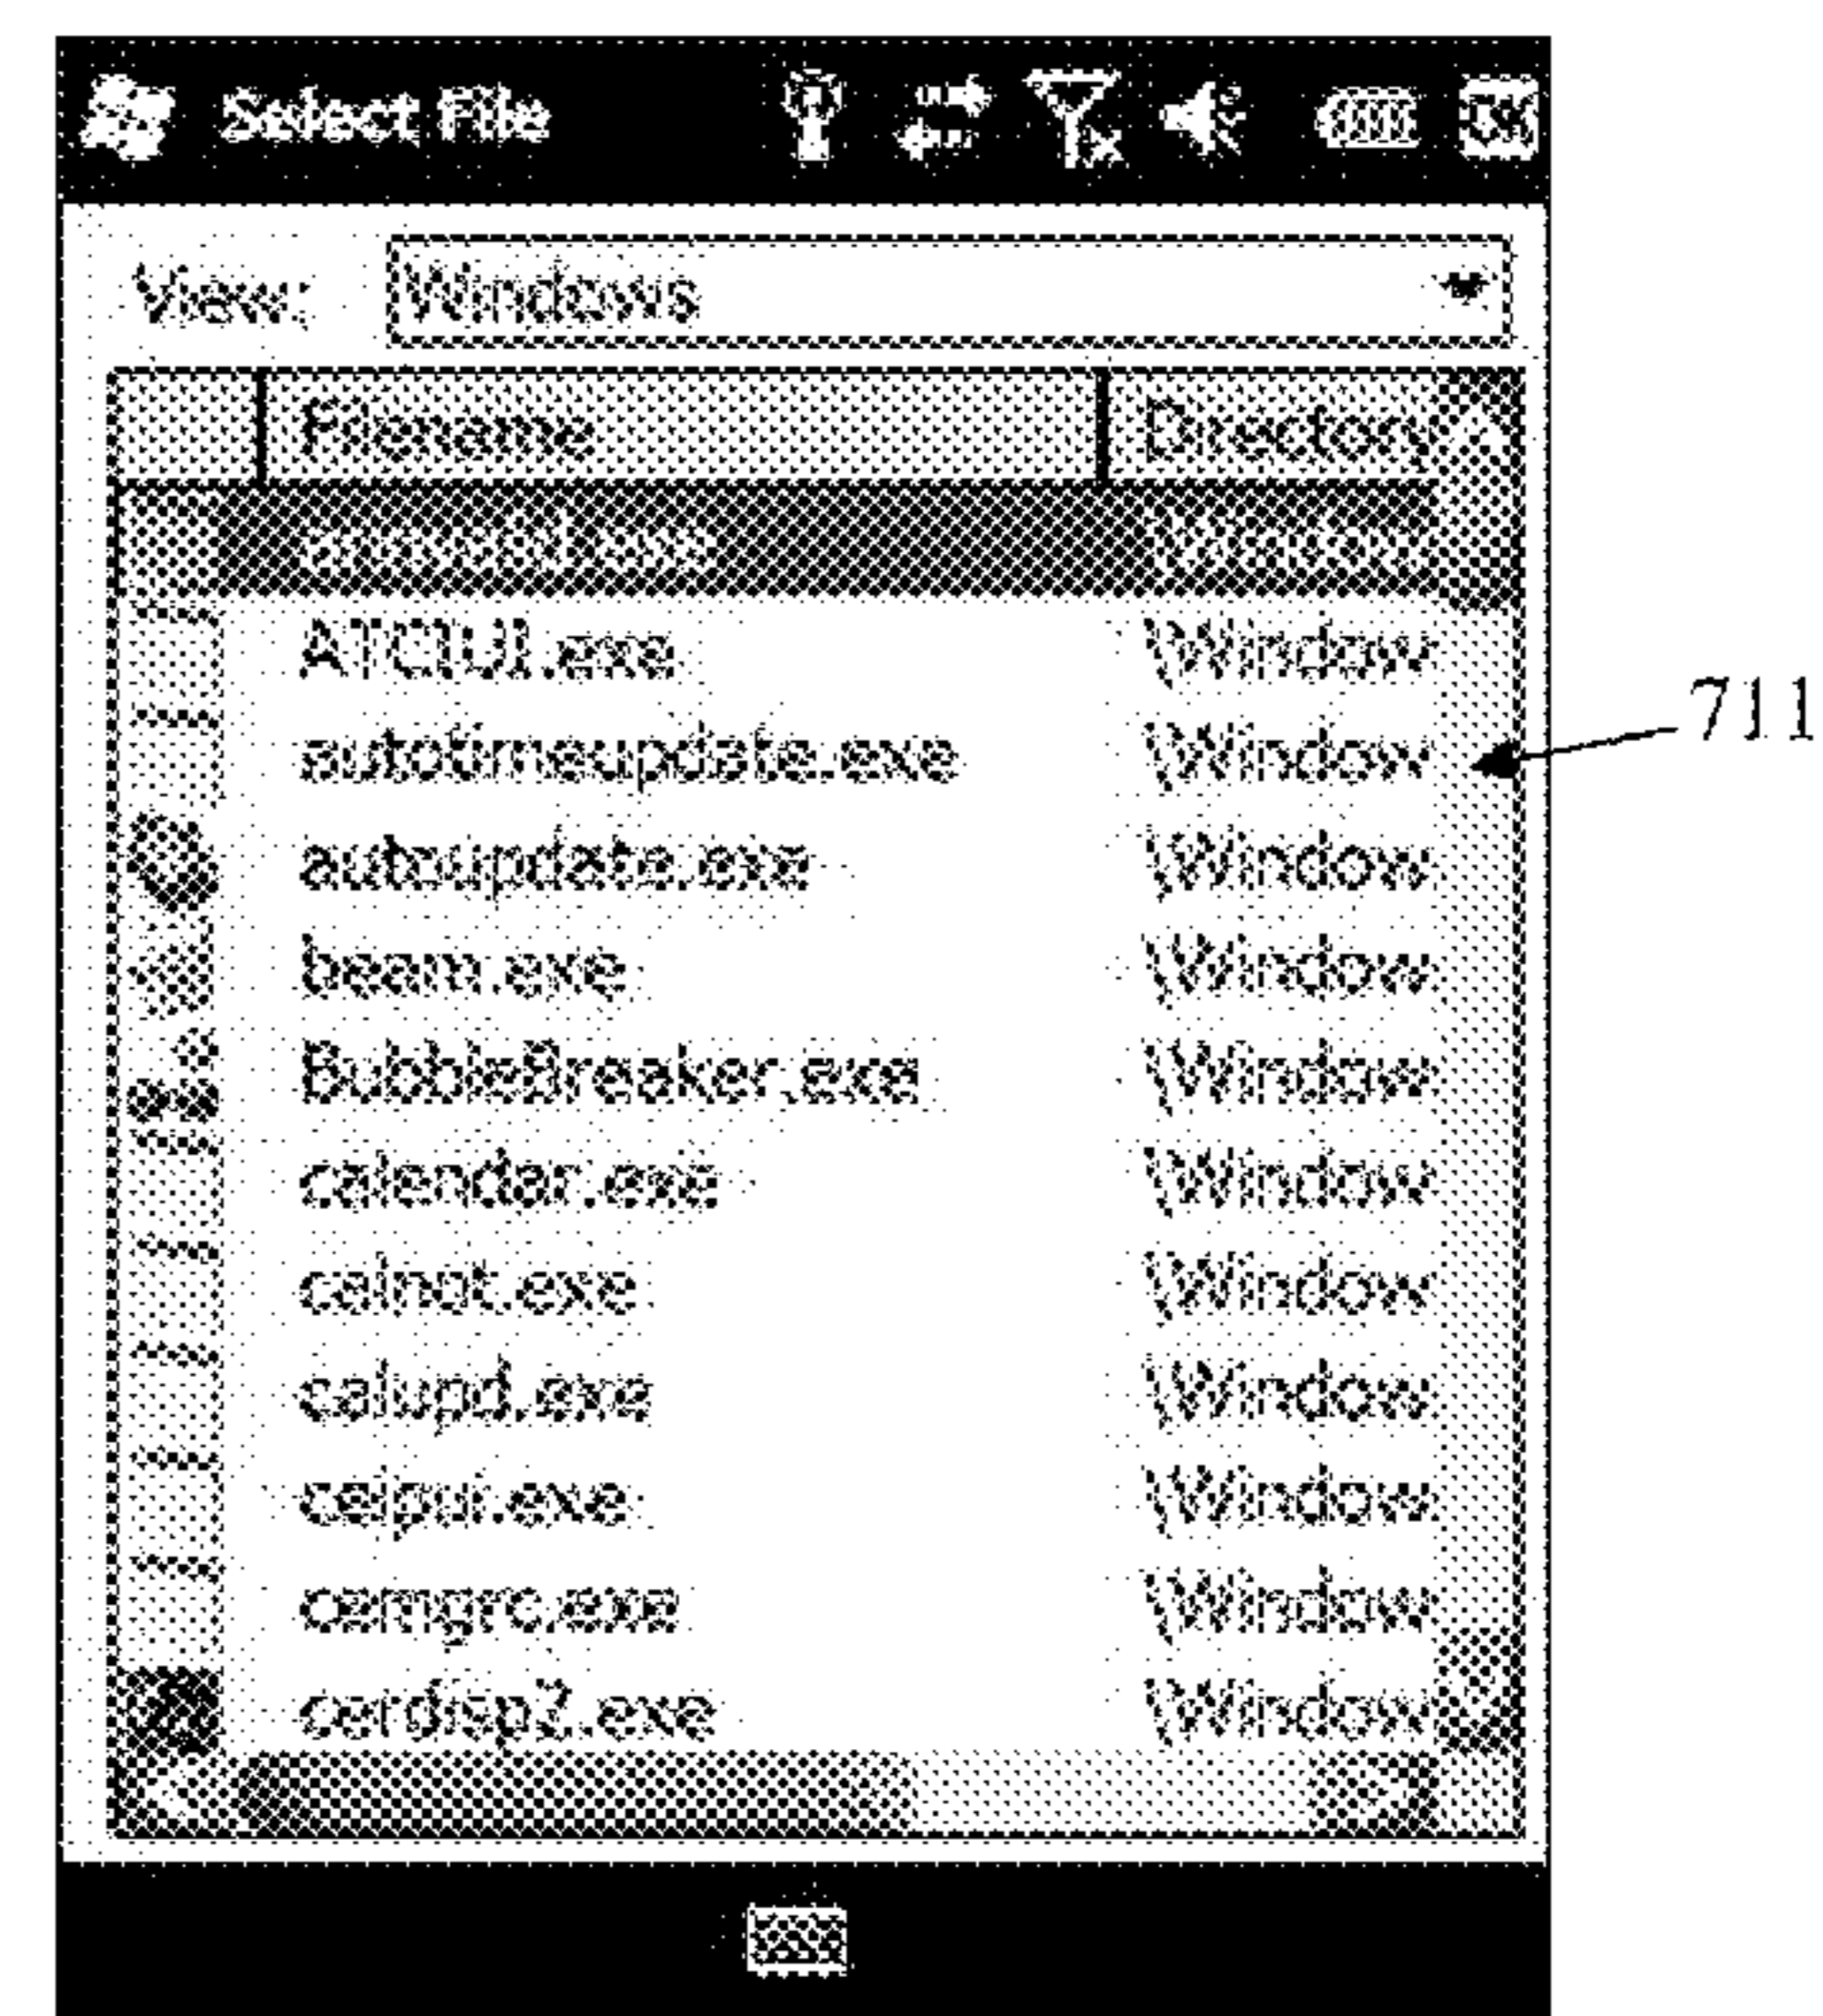 Select File
View: Windows
Filename Directory
ATCIUI.exe \Window
autotimeupdate.exe \Window
711
autoupdate.exe \Window
beam.exe \Window
BubbleBreaker.exe \Window
calendar.exe \Window
calnot.exe \Window
calupd.exe \Window
ceipui.exe \Window
cemgrc.exe \Window
cerdisp2.exe \Window